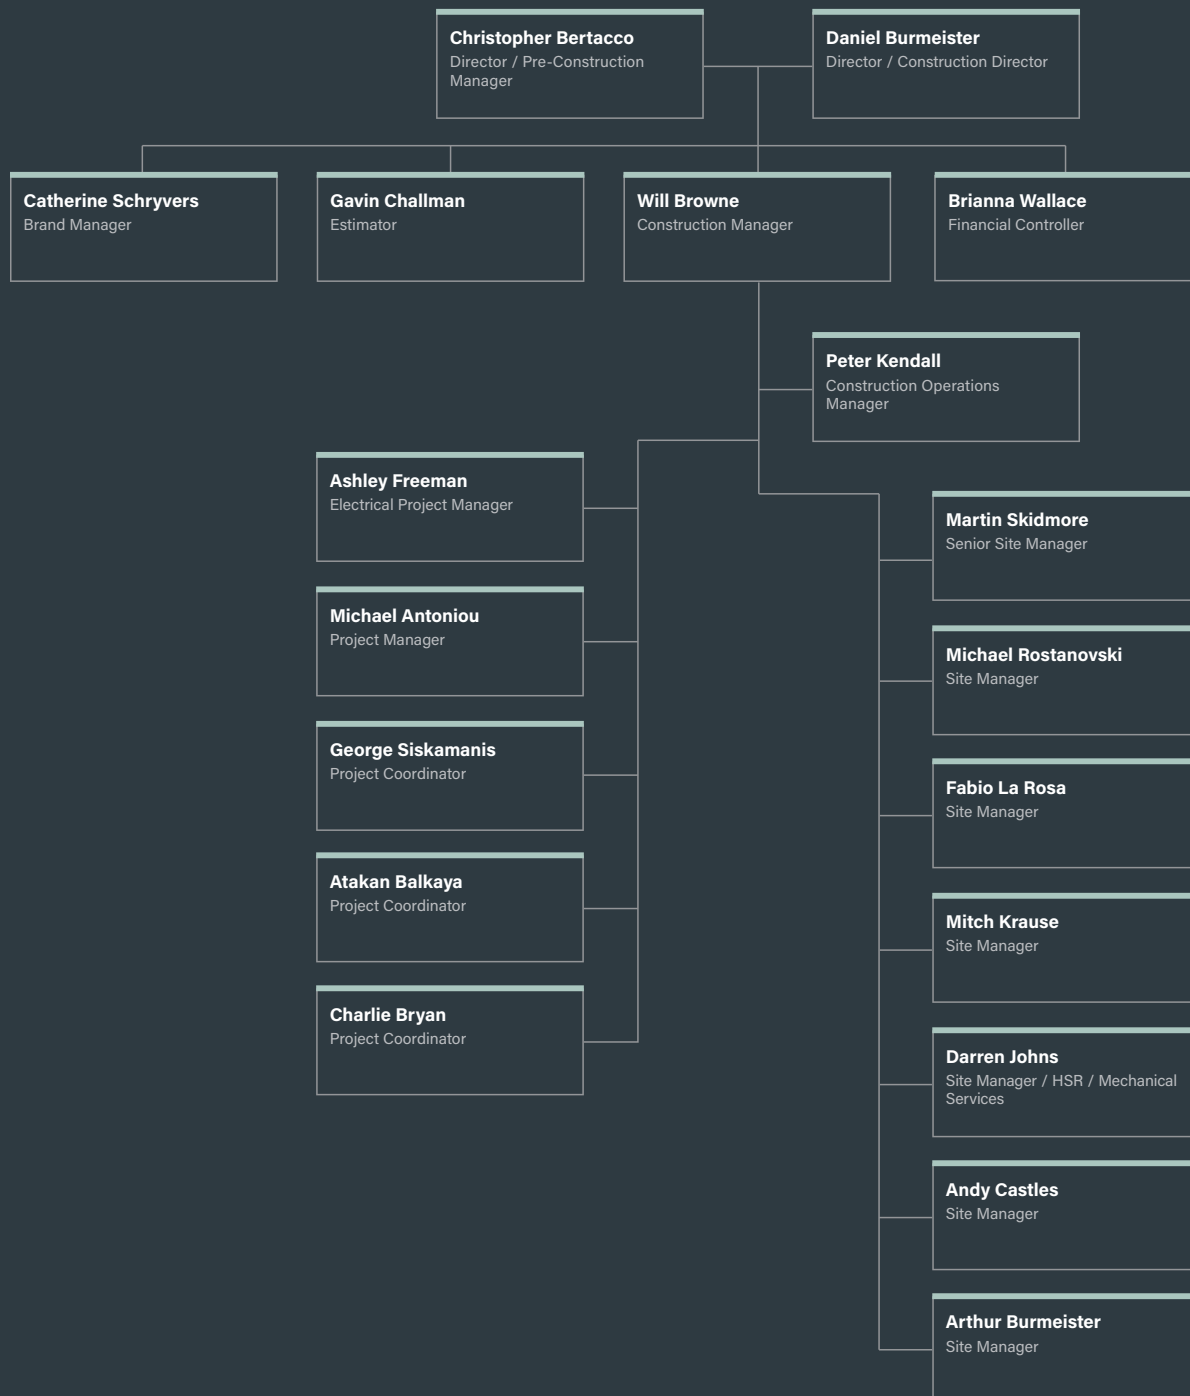 Christopher Bertacco
Director / Pre-Construction
Manager
Daniel Burmeister
Director / Construction Director
Catherine Schryvers
Brand Manager
Gavin Challman
Estimator
Will Browne
Construction Manager
Brianna Wallace
Financial Controller
Peter Kendall
Construction Operations
Manager
Ashley Freeman
Electrical Project Manager
Michael Antoniou
Project Manager
George Siskamanis
Project Coordinator
Atakan Balkaya
Project Coordinator
Charlie Bryan
Project Coordinator
Martin Skidmore
Senior Site Manager
Michael Rostanovski
Site Manager
Fabio La Rosa
Site Manager
Mitch Krause
Site Manager
Darren Johns
Site Manager / HSR / Mechanical
Services
Andy Castles
Site Manager
Arthur Burmeister
Site Manager